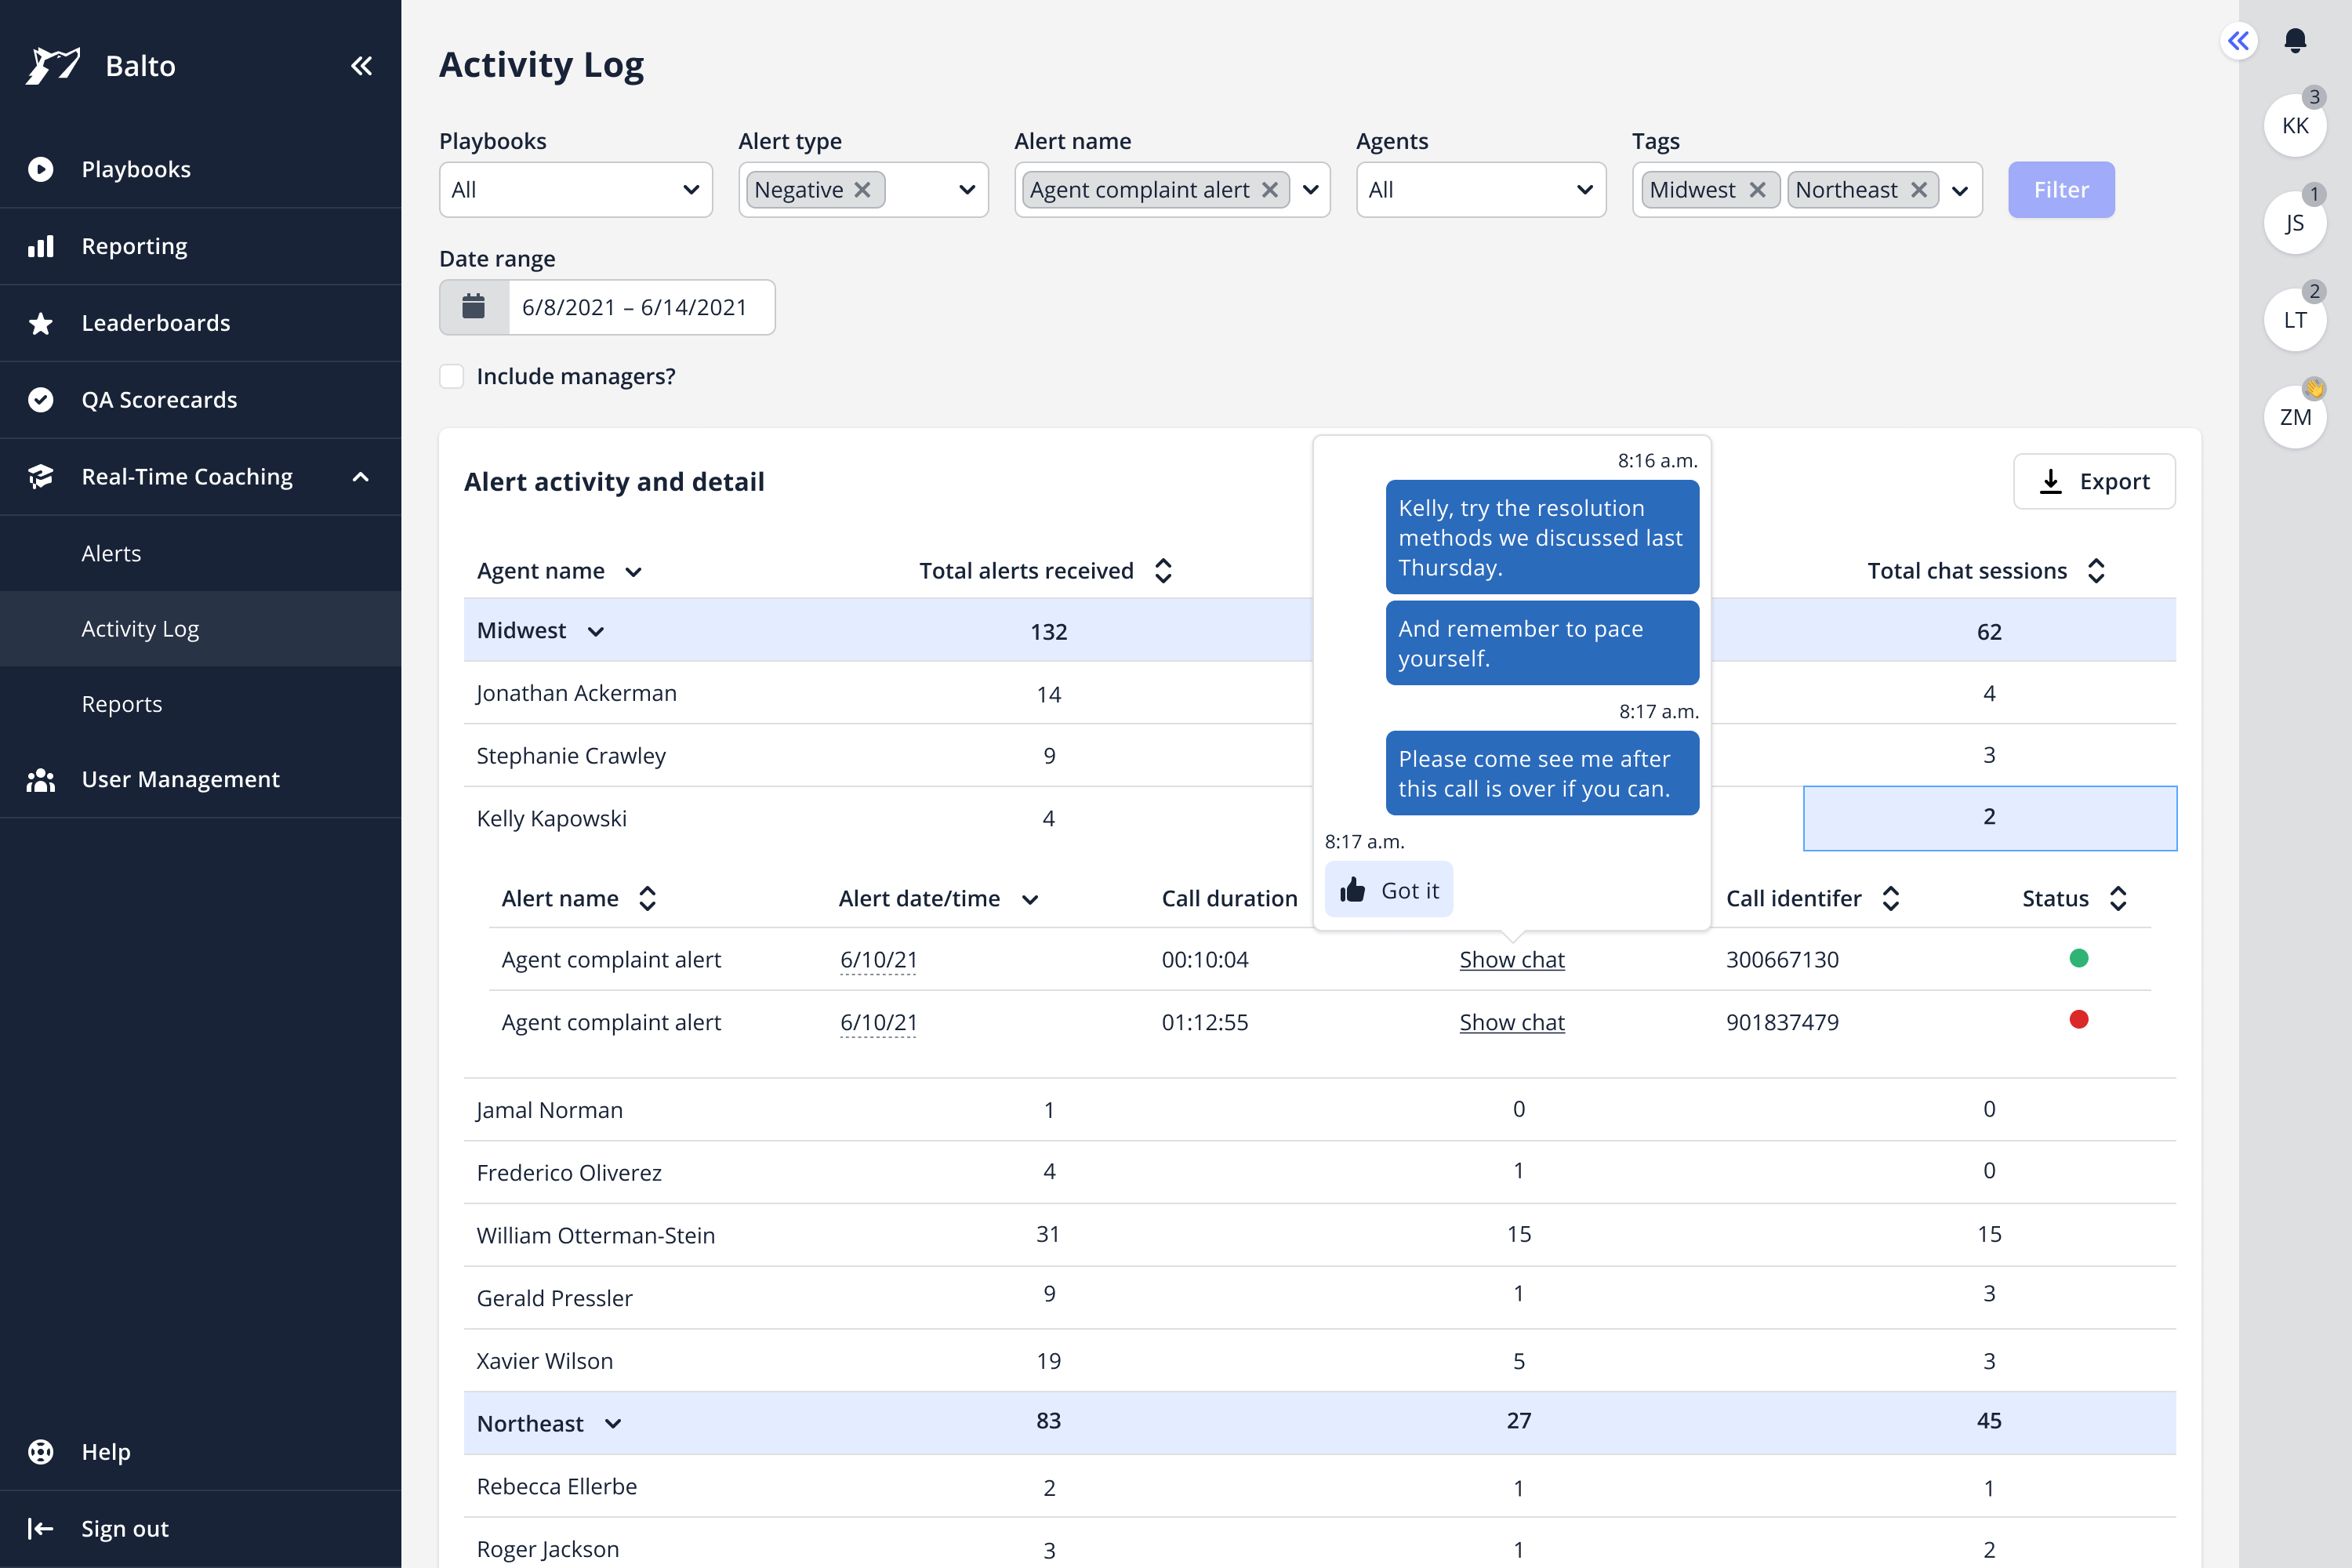 Balto
Playbooks
Reporting
Leaderboards
QA Scorecards
Real-Time Coaching
Alerts
Activity Log
Reports
User Management
Help
Sign out
Activity Log
Playbooks
All
Alert type
Negative
Alert name
Agent complaint alert
Agents
All
Tags
Midwest Northeast
Filter
Date range
6/8/2021 – 6/14/2021
Include managers?
Alert activity and detail
Export
Agent name Total alerts received Total chat sessions
Midwest 132 62
Jonathan Ackerman 14 4
Stephanie Crawley 9 3
Kelly Kapowski 4 2
8:16 a.m.
Kelly, try the resolution
methods we discussed last
Thursday.
And remember to pace
yourself.
8:17 a.m.
Please come see me after
this call is over if you can.
8:17 a.m.
Got it
Alert name Alert date/time Call duration Call identifer Status
Agent complaint alert 6/10/21 00:10:04 Show chat 300667130
Agent complaint alert 6/10/21 01:12:55 Show chat 901837479
Jamal Norman 1 0 0
Frederico Oliverez 4 1 0
William Otterman-Stein 31 15 15
Gerald Pressler 9 1 3
Xavier Wilson 19 5 3
Northeast 83 27 45
Rebecca Ellerbe 2 1 1
Roger Jackson 3 1 2
3
KK
1
JS
2
LT
ZM